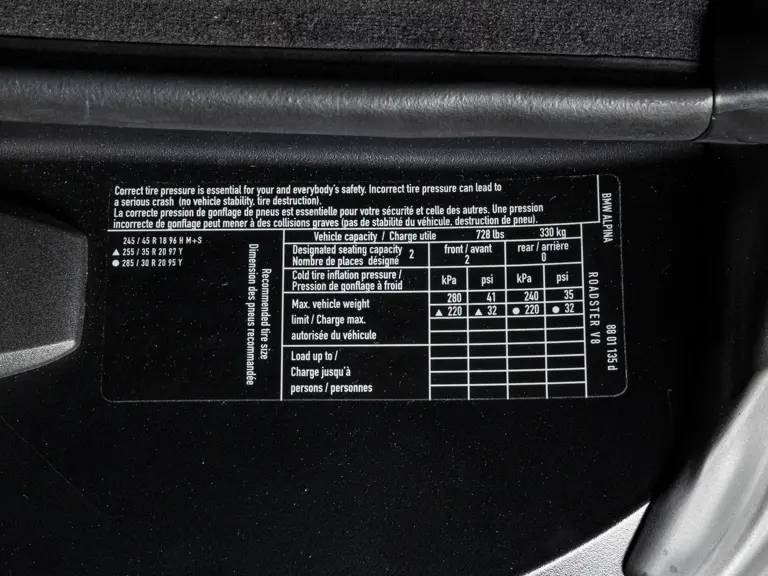 Correct tire pressure is essential for your and everybody's safety. Incorrect tire pressure can lead to
a serious crash (no vehicle stability, tire destruction).
La correcte pression de gonflage de pneus est essentielle pour votre sécurité et celle des autres. Une pression
incorrecte de gonflage peut mener à des collisions graves (pas de stabilité du véhicule, destruction de pneu).
245 / 45 R 18 96 H M+S
▲ 255 / 35 R 20 97 Y
● 285 / 30 R 20 95 Y
Recommended tire size
Dimension des pneus recommandée
Vehicle capacity / Charge utile 728 lbs 330 kg
Designated seating capacity 2 front / avant rear / arrière
Nombre de places désigné 2 0
Cold tire inflation pressure / kPa psi kPa psi
Pression de gonflage à froid
Max. vehicle weight 280 41 240 35
limit / Charge max. ▲ 220 ▲ 32 ● 220 ● 32
autorisée du véhicule
Load up to /
Charge jusqu'à
persons / personnes
BMW ALPINA
ROADSTER V8
88 01 135 d